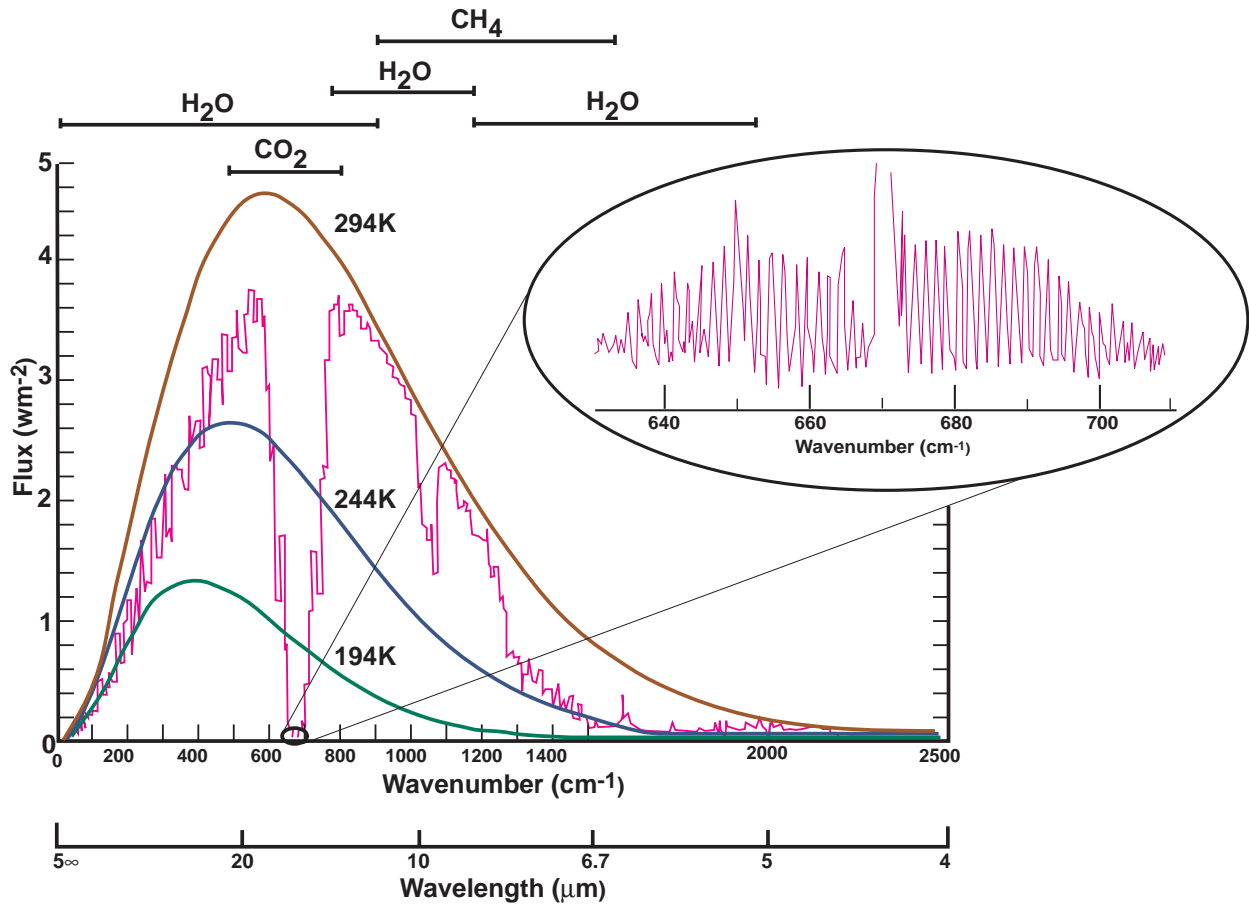 CH4
H2O
H2O
H2O
CO2
5
4
3
2
1
0
Flux (wm-2)
294K
244K
194K
640 660 680 700
Wavenumber (cm-1)
0 200 400 600 800 1000 1200 1400 2000 2500
Wavenumber (cm-1)
5∞ 20 10 6.7 5 4
Wavelength (μm)